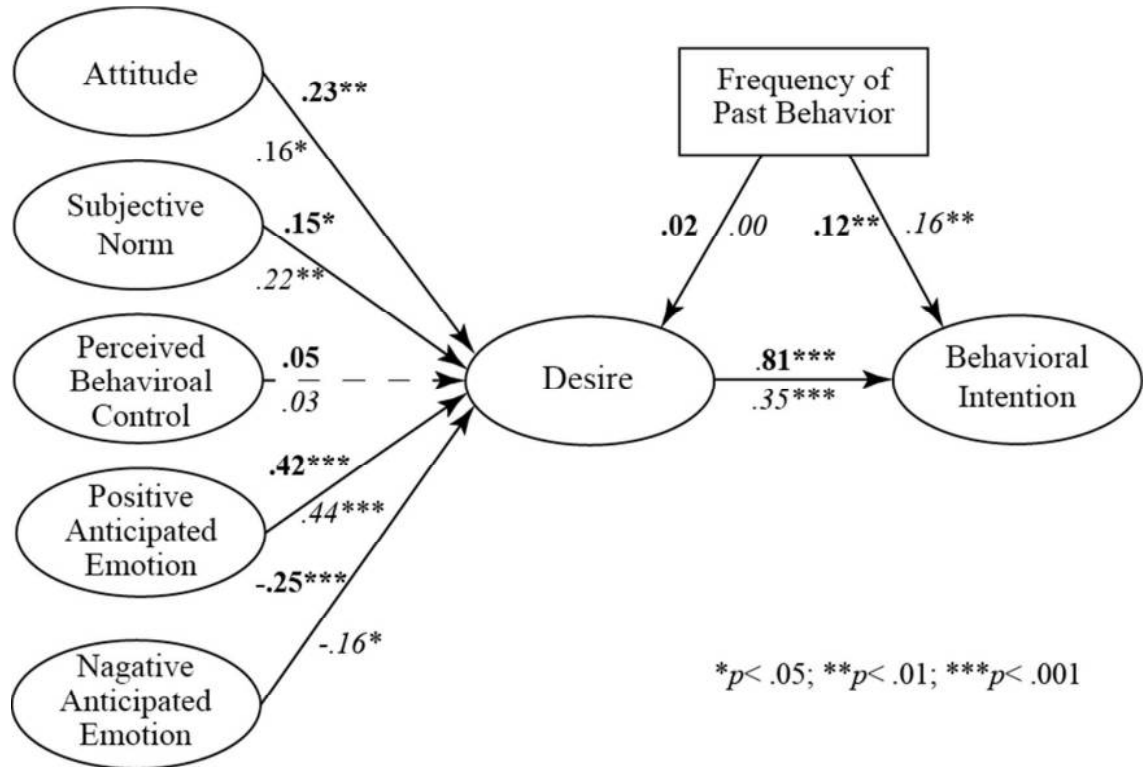 Attitude
.23**
.16*
Frequency of
Past Behavior
Subjective
Norm
.15*
.22**
.02
.00
.12**
.16**
Perceived
Behaviroal
Control
.05
.03
Desire
.81***
.35***
Behavioral
Intention
Positive
Anticipated
Emotion
.42***
.44***
-.25***
-.16*
Nagative
Anticipated
Emotion
*p< .05; **p< .01; ***p< .001